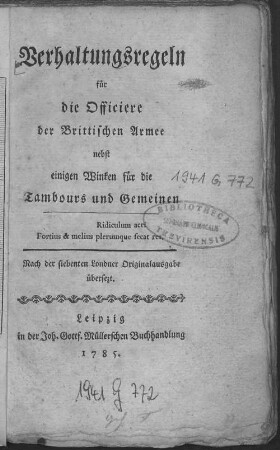 Verhaltungsregeln
für
die Officiere
der Brittischen Armee
nebst
einigen Winken für die
1941 G 772
Tambours und Gemeinen
BIBLIOTHECA
Ridiculum acri
Fortius & melius plerumque secat res.
Nach der siebenten Londner Originalausgabe
übersezt.
Leipzig
in der Joh. Gottf. Müllerschen Buchhandlung
1785.
1941 G 772